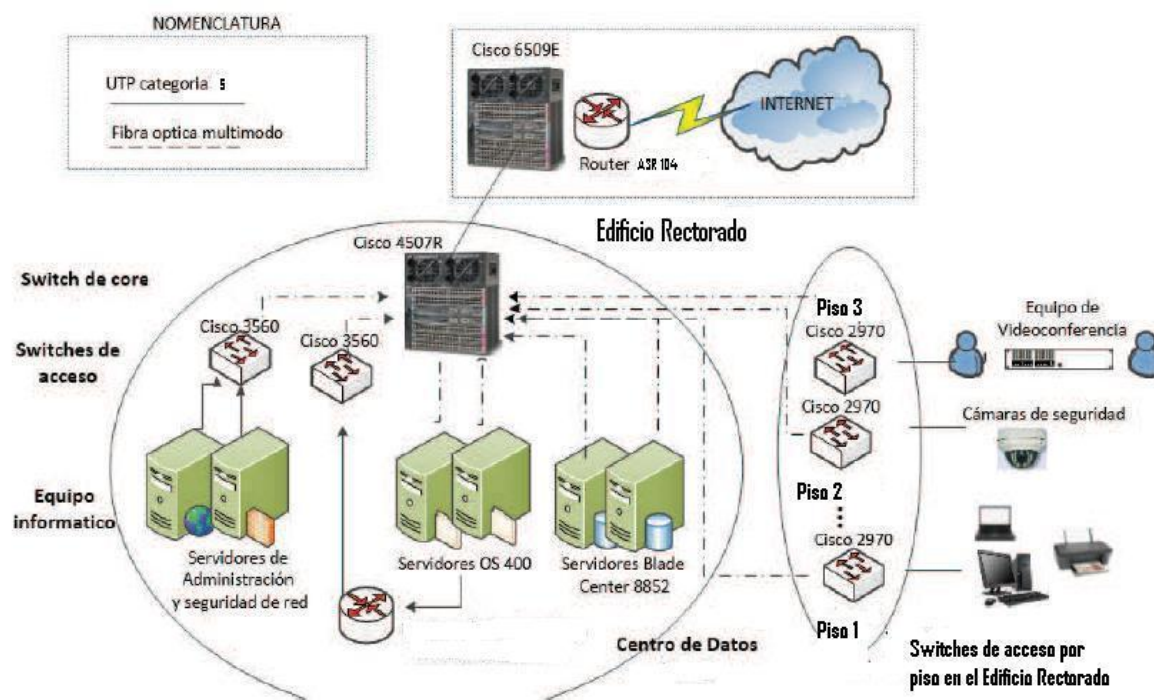 NOMENCLATURA
UTP categoria 5
Fibra optica multimodo
Cisco 6509E
INTERNET
Router ASR 104
Edificio Rectorado
Cisco 4507R
Switch de core
Switches de
acceso
Equipo
informatico
Cisco 3560
Cisco 3560
Servidores de
Administración
y seguridad de red
Servidores OS 400
Servidores Blade
Center 8852
Centro de Datos
Piso 3
Cisco 2970
Cisco 2970
Piso 2
Cisco 2970
Piso 1
Equipo de
Videoconferencia
Cámaras de seguridad
Switches de acceso por
piso en el Edificio Rectorado